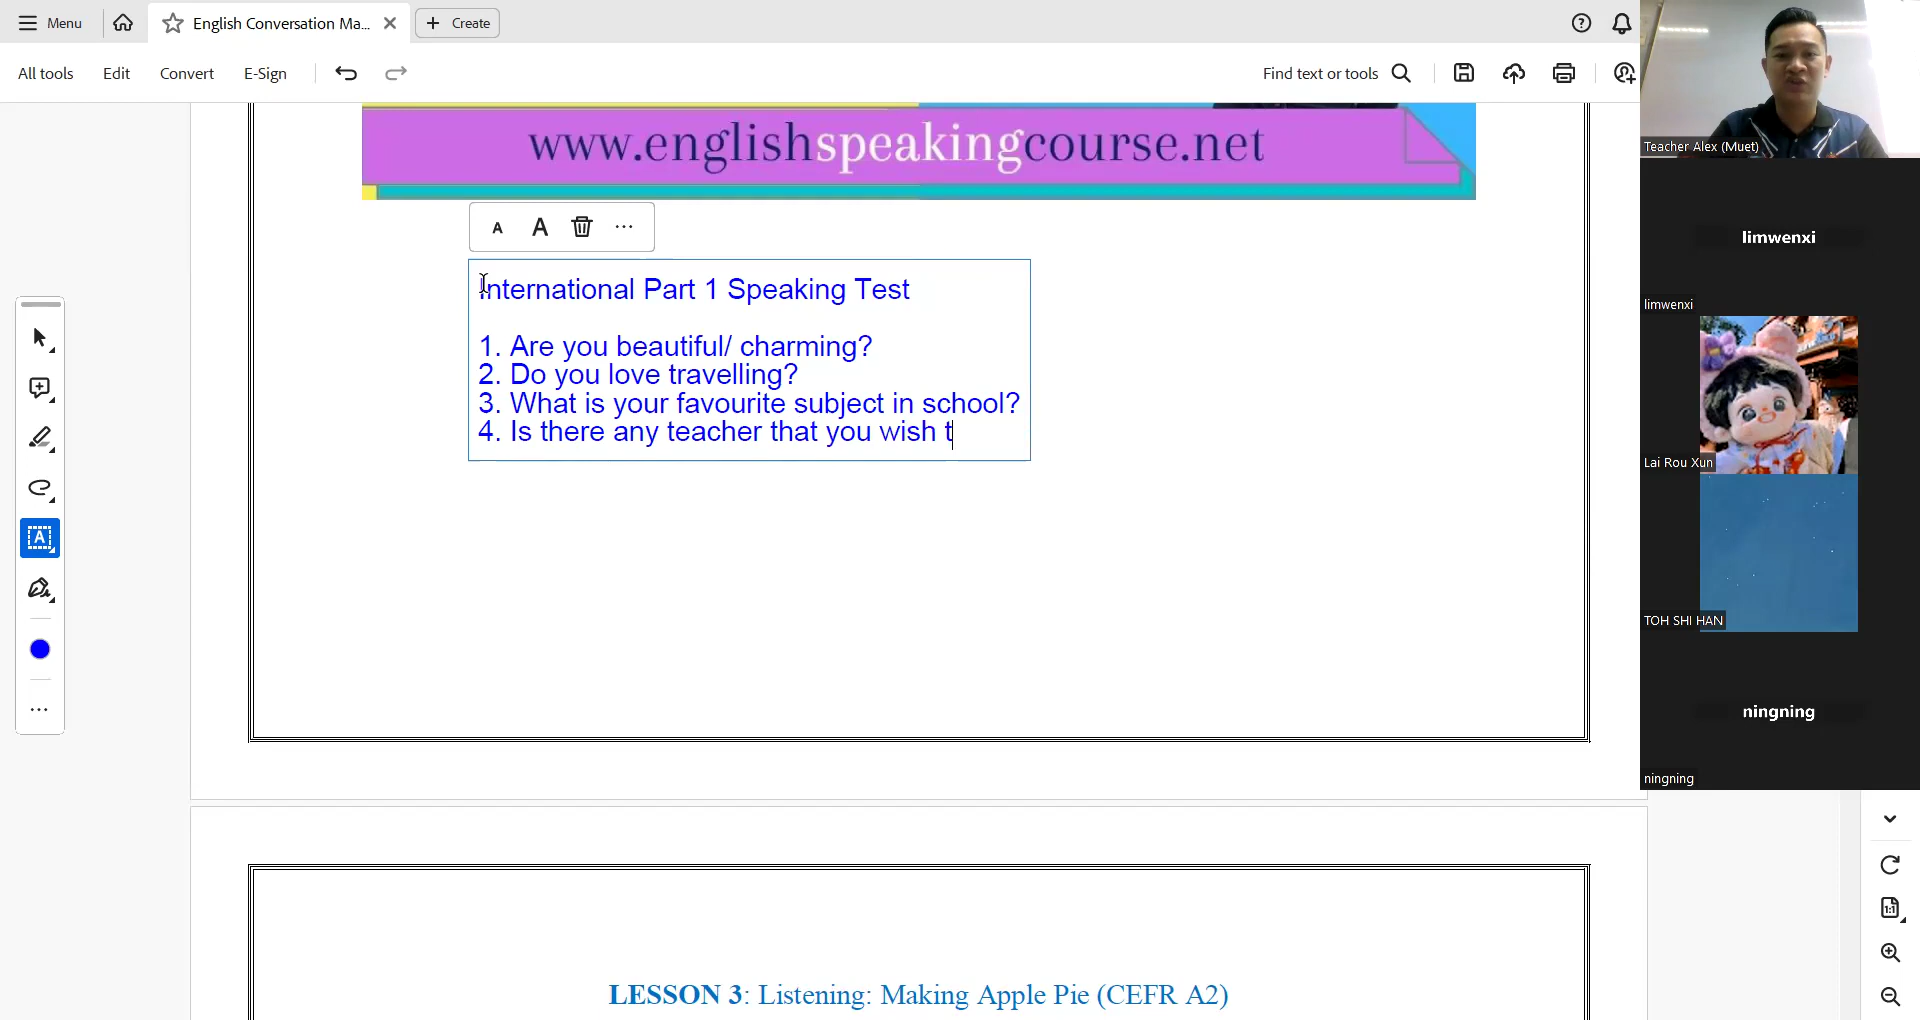 Menu
English Conversation Ma...
Create
All tools
Edit
Convert
E-Sign
Find text or tools
www.englishspeakingcourse.net
A A ...
International Part 1 Speaking Test
1. Are you beautiful/ charming?
2. Do you love travelling?
3. What is your favourite subject in school?
4. Is there any teacher that you wish t
LESSON 3: Listening: Making Apple Pie (CEFR A2)
Teacher Alex (Muet)
limwenxi
limwenxi
Lai Rou Xun
TOH SHI HAN
ningning
ningning
A
1:1